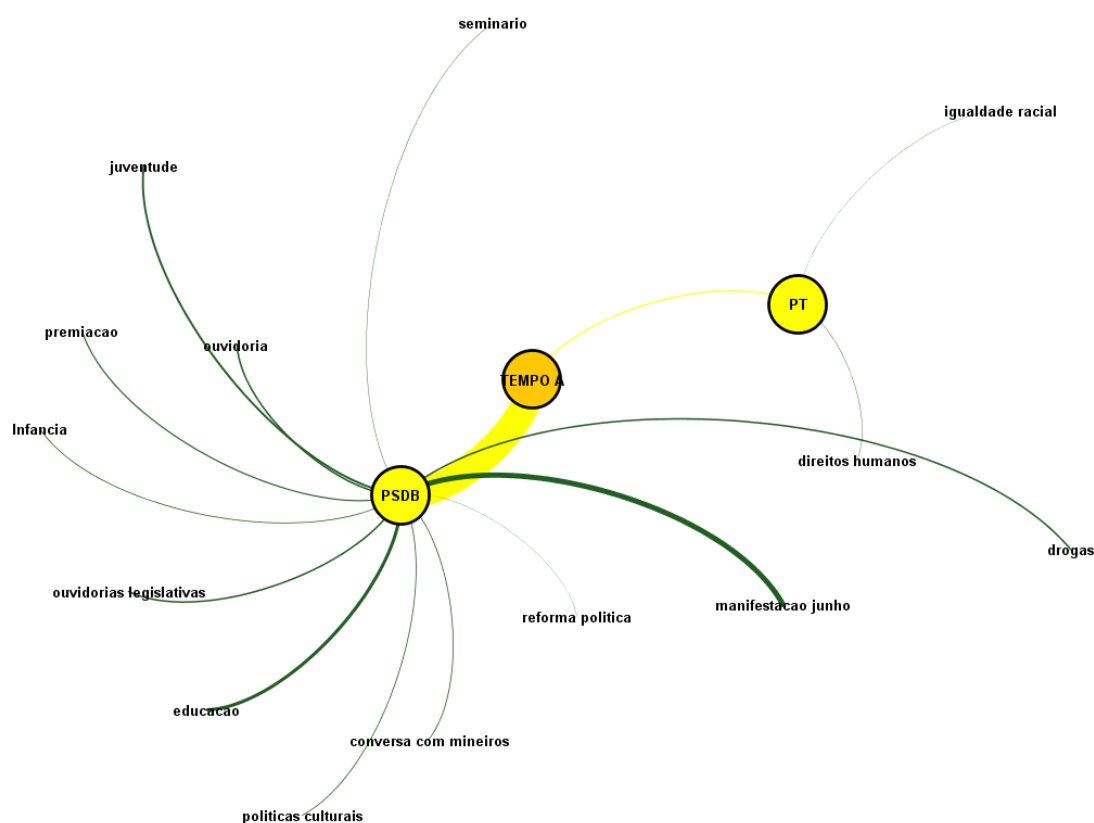 seminario
igualdade racial
juventude
PT
premiacao
ouvidoria
TEMPO A
Infancia
direitos humanos
PSDB
drogas
ouvidorias legislativas
manifestacao junho
reforma politica
educacao
conversa com mineiros
politicas culturais